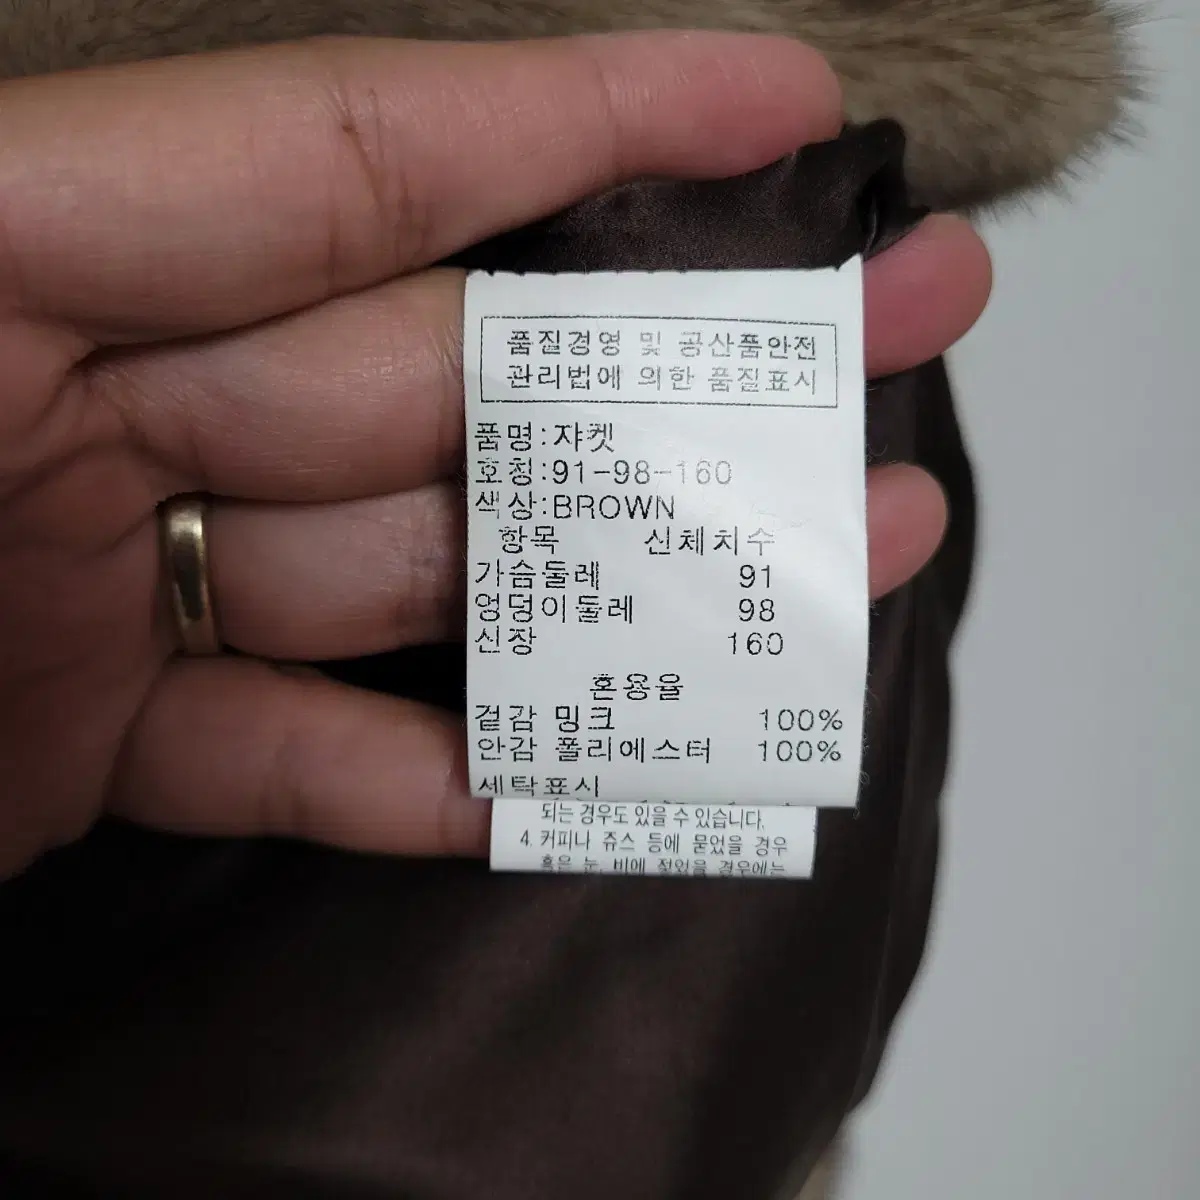 품질경영 및 공산품안전
관리법에 의한 품질표시
품명:쟈켓
호칭:91-98-160
색상:BROWN
항목 신체치수
가슴둘레 91
엉덩이둘레 98
신장 160
혼용율
겉감 밍크 100%
안감 폴리에스터 100%
세탁표시
되는 경우도 있을 수 있습니다.
4. 커피나 쥬스 등에 묻었을 경우
혹은 눈, 비에 젖었을 경우에는